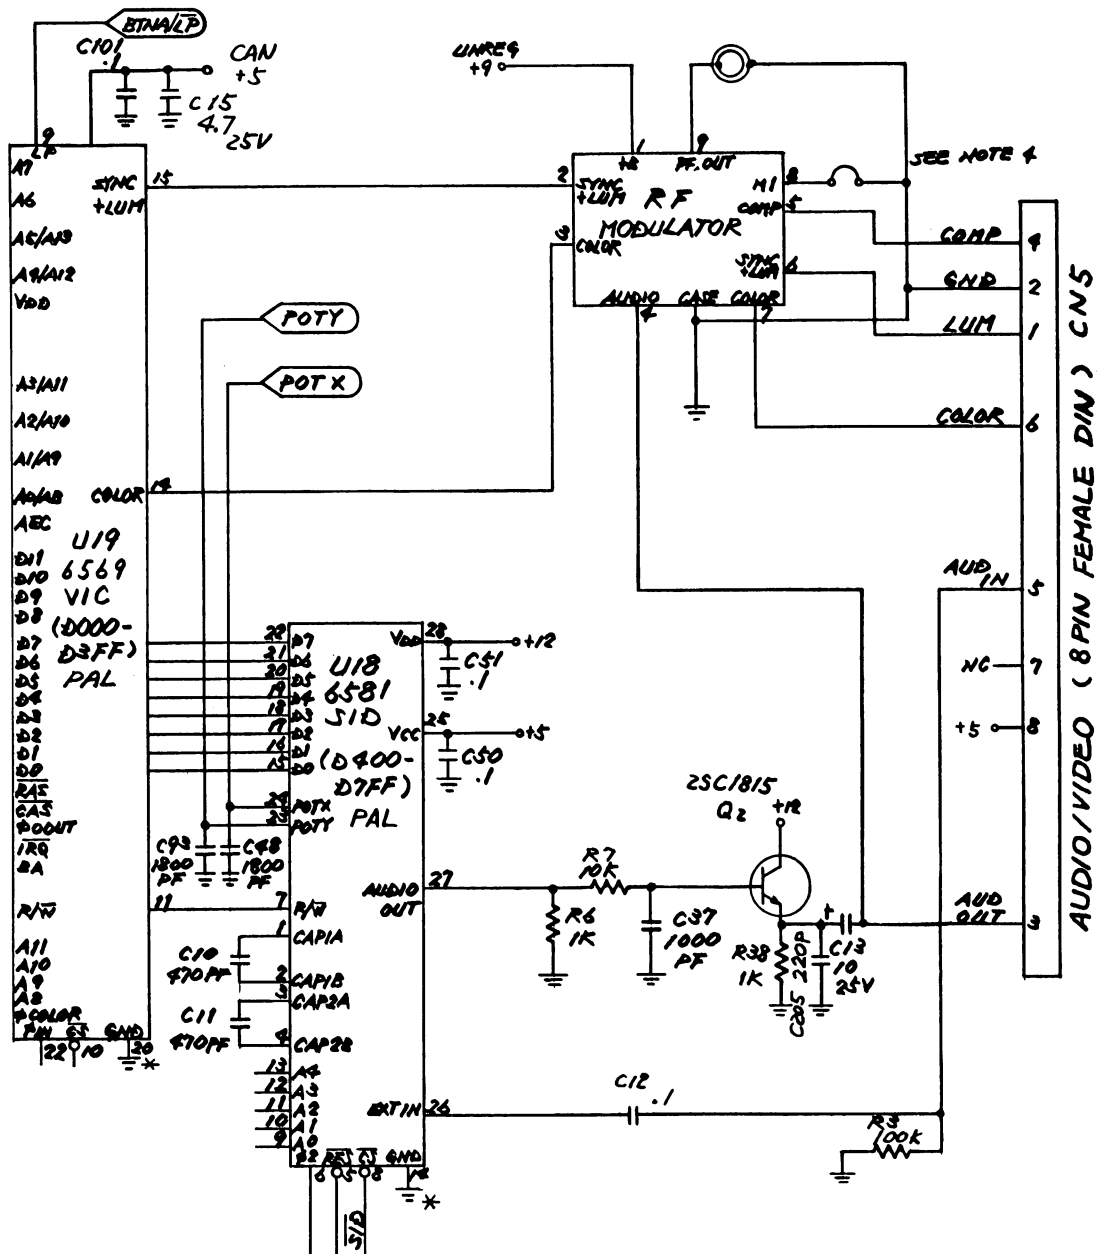 BTNA/LP
C101
.1
CAN
+5
C15
4.7
25V
UNREG
+9
9
LP
A7
A6
A5/A13
A4/A12
VDD
A3/A11
A2/A10
A1/A9
A0/A8
AEC
D11
D10
D9
D8
D7
D6
D5
D4
D3
D2
D1
D0
RAS
CAS
ΦOOUT
IRQ
BA
R/W
A11
A10
A9
A8
ΦCOLOR
ΦIN
CS
GND
22
10
20
*
SYNC
+LUM
15
COLOR
14
U19
6569
VIC
(D000-
D3FF)
PAL
11
POTY
POTX
1
9
+B
RF.OUT
2
SYNC
+LUM
RF
MODULATOR
3
COLOR
M1
8
COMP
5
SYNC
+LUM
6
AUDIO
CASE
COLOR
4
7
SEE NOTE 4
COMP
4
GND
2
LUM
1
COLOR
6
AUD
IN
5
NC
7
+5
8
AUD
OUT
3
AUDIO/VIDEO (8 PIN FEMALE DIN) CN5
22
D7
21
D6
20
D5
19
D4
18
D3
17
D2
16
D1
15
D0
24
POTX
23
POTY
U18
6581
SID
(D400-
D7FF)
PAL
VDD
28
+12
C51
.1
VCC
25
+5
C50
.1
C93
1800
PF
C48
1800
PF
7
R/W
1
CAP1A
C10
470PF
2
CAP1B
3
CAP2A
C11
470PF
4
CAP2B
13
A4
12
A3
11
A2
10
A1
9
A0
Φ2
RES
CS
GND
6
5
8
14
*
SID
AUDIO
OUT
27
EXT IN
26
R6
1K
R7
10K
C37
1000
PF
2SC1815
Q2
+12
R38
1K
C205 220P
+
C13
10
25V
C12
.1
R3
100K